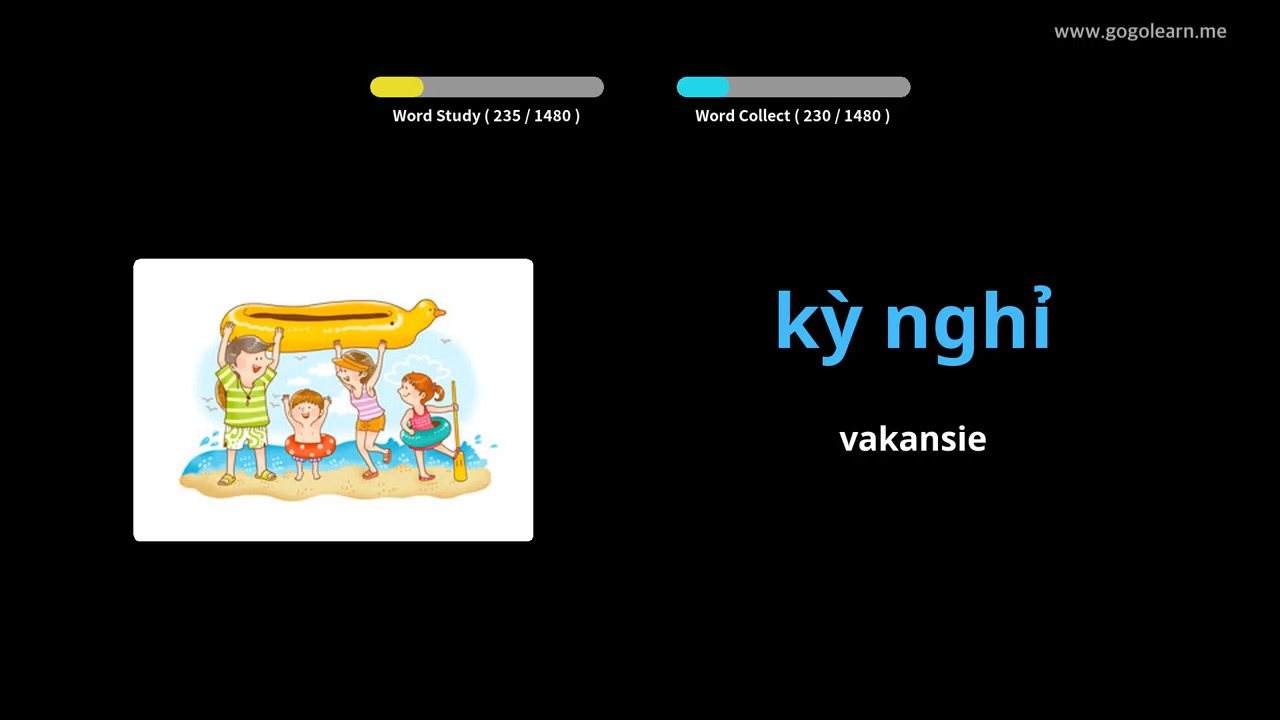 www.gogolearn.me
Word Study ( 235 / 1480 )
Word Collect ( 230 / 1480 )
kỳ nghỉ
vakansie